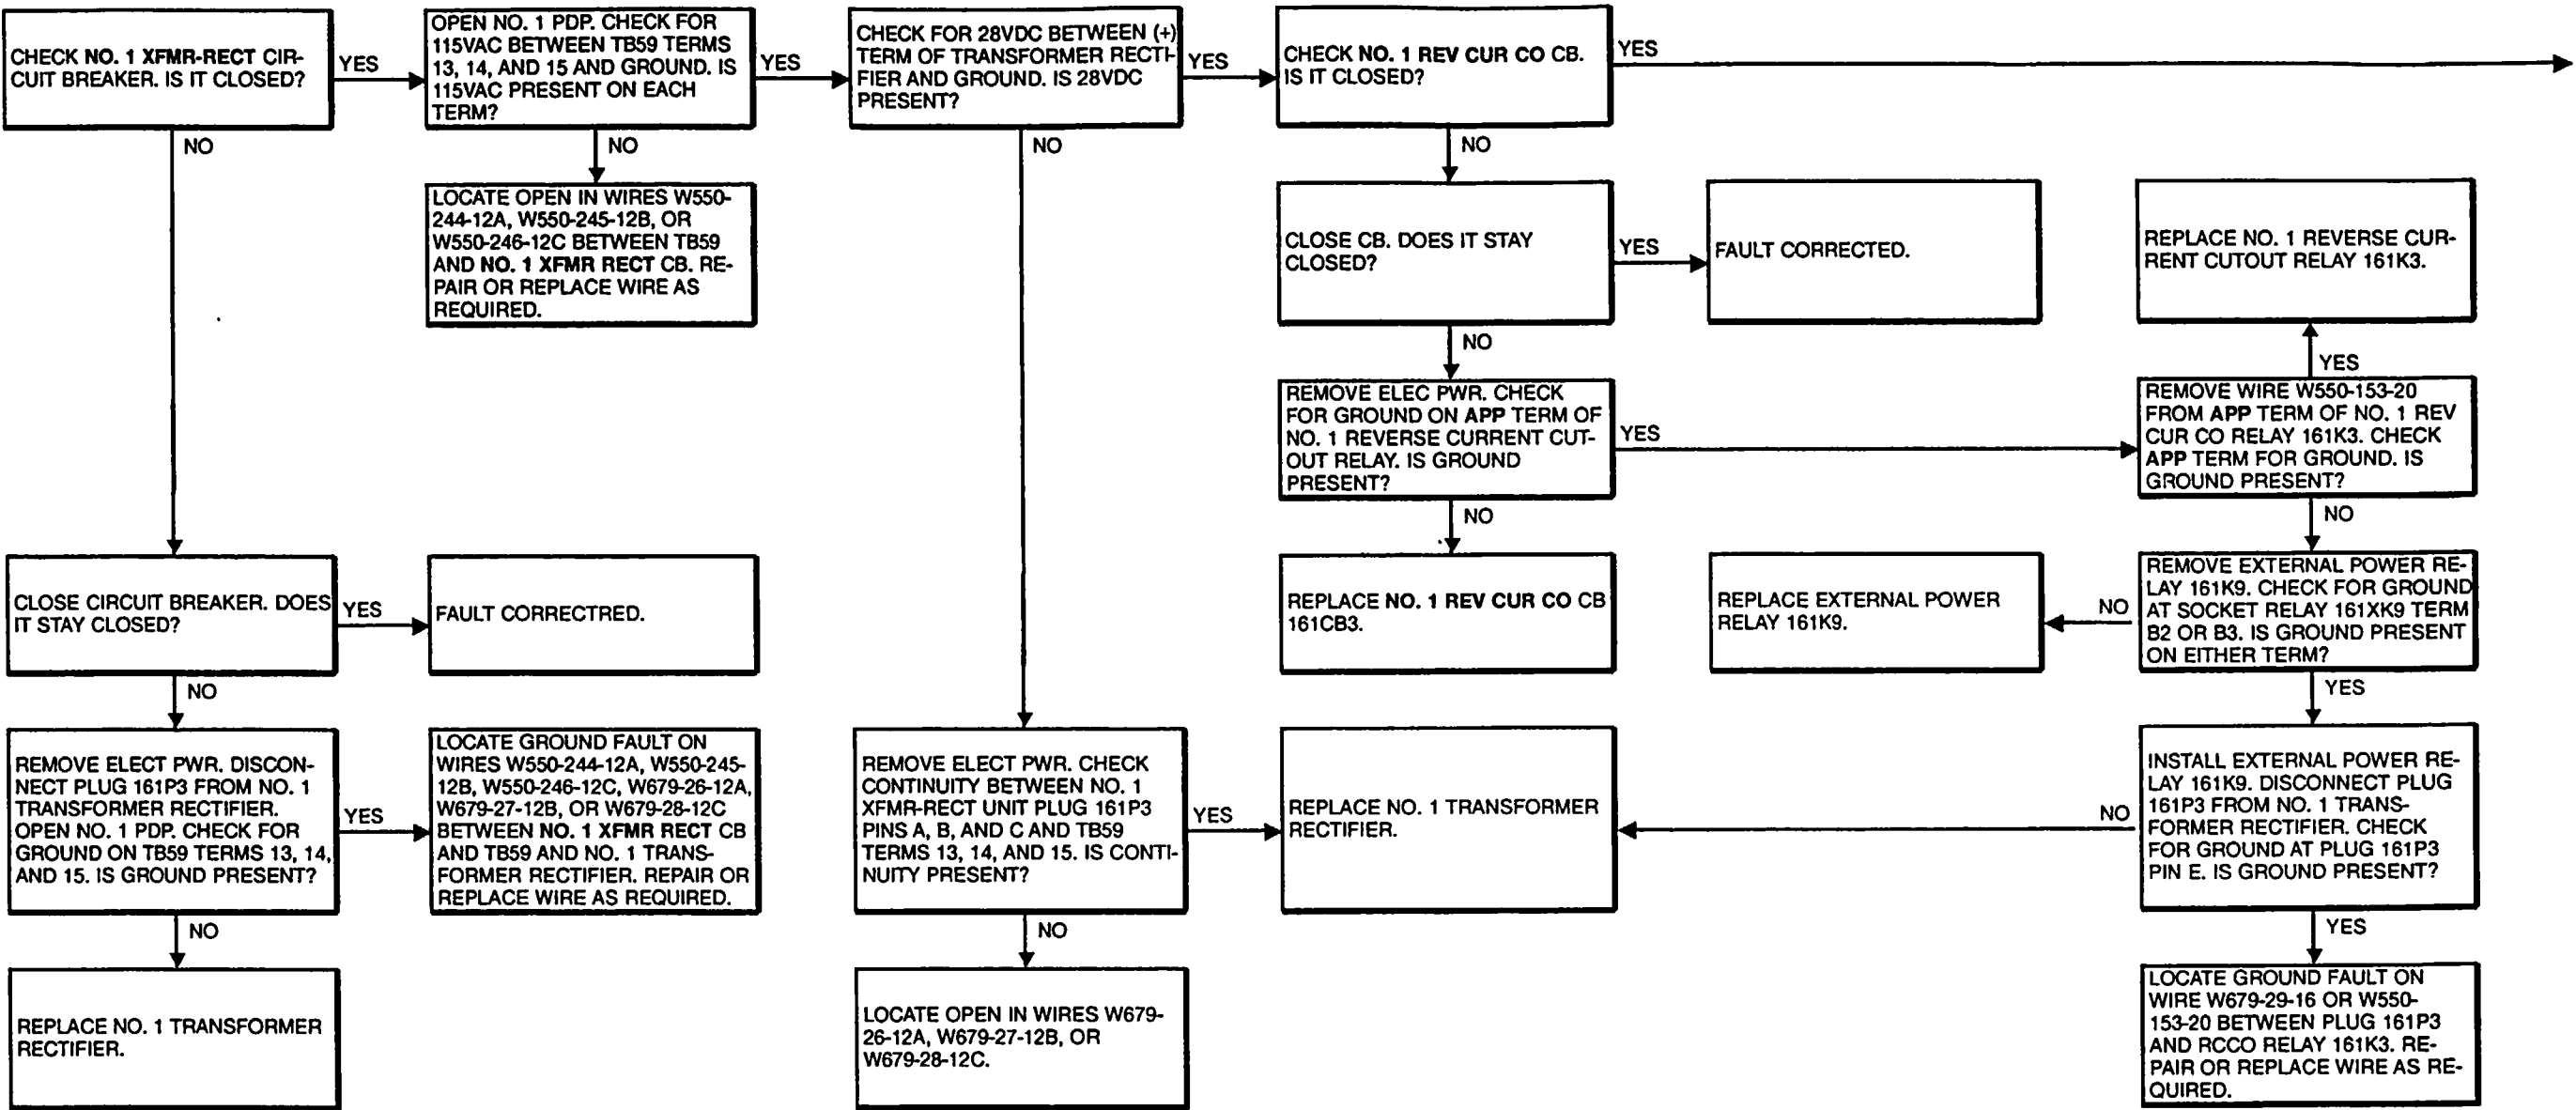 CHECK NO. 1 XFMR-RECT CIR-
CUIT BREAKER. IS IT CLOSED?
YES
NO
OPEN NO. 1 PDP. CHECK FOR
115VAC BETWEEN TB59 TERMS
13, 14, AND 15 AND GROUND. IS
115VAC PRESENT ON EACH
TERM?
YES
NO
CHECK FOR 28VDC BETWEEN (+)
TERM OF TRANSFORMER RECTI-
FIER AND GROUND. IS 28VDC
PRESENT?
YES
NO
CHECK NO. 1 REV CUR CO CB.
IS IT CLOSED?
YES
NO
LOCATE OPEN IN WIRES W550-
244-12A, W550-245-12B, OR
W550-246-12C BETWEEN TB59
AND NO. 1 XFMR RECT CB. RE-
PAIR OR REPLACE WIRE AS
REQUIRED.
CLOSE CB. DOES IT STAY
CLOSED?
YES
NO
FAULT CORRECTED.
REPLACE NO. 1 REVERSE CUR-
RENT CUTOUT RELAY 161K3.
YES
REMOVE ELEC PWR. CHECK
FOR GROUND ON APP TERM OF
NO. 1 REVERSE CURRENT CUT-
OUT RELAY. IS GROUND
PRESENT?
YES
NO
REMOVE WIRE W550-153-20
FROM APP TERM OF NO. 1 REV
CUR CO RELAY 161K3. CHECK
APP TERM FOR GROUND. IS
GROUND PRESENT?
NO
CLOSE CIRCUIT BREAKER. DOES
IT STAY CLOSED?
YES
NO
FAULT CORRECTRED.
REPLACE NO. 1 REV CUR CO CB
161CB3.
REPLACE EXTERNAL POWER
RELAY 161K9.
NO
REMOVE EXTERNAL POWER RE-
LAY 161K9. CHECK FOR GROUND
AT SOCKET RELAY 161XK9 TERM
B2 OR B3. IS GROUND PRESENT
ON EITHER TERM?
YES
REMOVE ELECT PWR. DISCON-
NECT PLUG 161P3 FROM NO. 1
TRANSFORMER RECTIFIER.
OPEN NO. 1 PDP. CHECK FOR
GROUND ON TB59 TERMS 13, 14,
AND 15. IS GROUND PRESENT?
YES
NO
LOCATE GROUND FAULT ON
WIRES W550-244-12A, W550-245-
12B, W550-246-12C, W679-26-12A,
W679-27-12B, OR W679-28-12C
BETWEEN NO. 1 XFMR RECT CB
AND TB59 AND NO. 1 TRANS-
FORMER RECTIFIER. REPAIR OR
REPLACE WIRE AS REQUIRED.
REMOVE ELECT PWR. CHECK
CONTINUITY BETWEEN NO. 1
XFMR-RECT UNIT PLUG 161P3
PINS A, B, AND C AND TB59
TERMS 13, 14, AND 15. IS CONTI-
NUITY PRESENT?
YES
NO
REPLACE NO. 1 TRANSFORMER
RECTIFIER.
NO
INSTALL EXTERNAL POWER RE-
LAY 161K9. DISCONNECT PLUG
161P3 FROM NO. 1 TRANS-
FORMER RECTIFIER. CHECK
FOR GROUND AT PLUG 161P3
PIN E. IS GROUND PRESENT?
YES
REPLACE NO. 1 TRANSFORMER
RECTIFIER.
LOCATE OPEN IN WIRES W679-
26-12A, W679-27-12B, OR
W679-28-12C.
LOCATE GROUND FAULT ON
WIRE W679-29-16 OR W550-
153-20 BETWEEN PLUG 161P3
AND RCCO RELAY 161K3. RE-
PAIR OR REPLACE WIRE AS RE-
QUIRED.